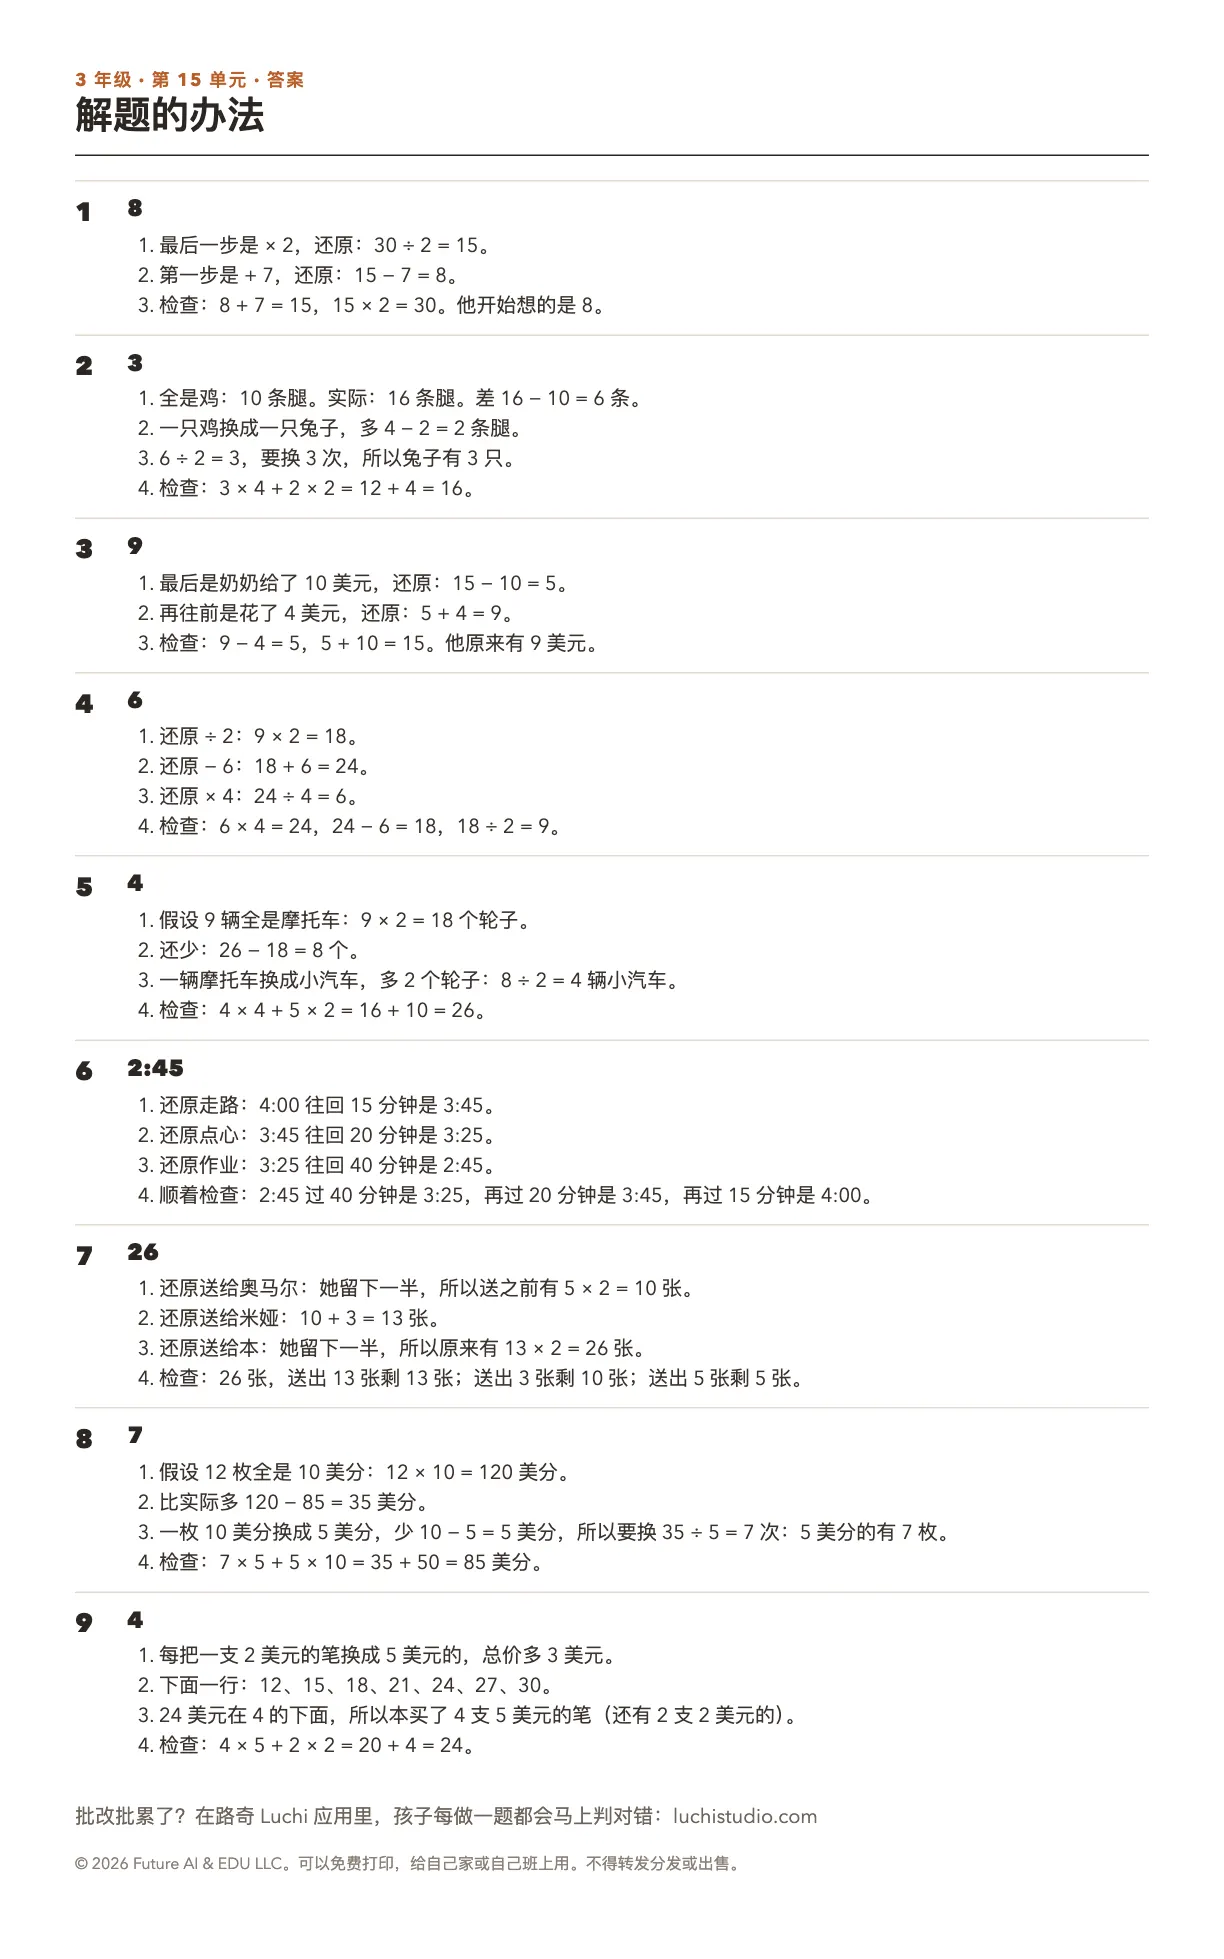 3 年级 · 第 15 单元 · 答案
解题的办法
1
8
1. 最后一步是 × 2，还原：30 ÷ 2 = 15。
2. 第一步是 + 7，还原：15 − 7 = 8。
3. 检查：8 + 7 = 15，15 × 2 = 30。他开始想的是 8。
2
3
1. 全是鸡：10 条腿。实际：16 条腿。差 16 − 10 = 6 条。
2. 一只鸡换成一只兔子，多 4 − 2 = 2 条腿。
3. 6 ÷ 2 = 3，要换 3 次，所以兔子有 3 只。
4. 检查：3 × 4 + 2 × 2 = 12 + 4 = 16。
3
9
1. 最后是奶奶给了 10 美元，还原：15 − 10 = 5。
2. 再往前是花了 4 美元，还原：5 + 4 = 9。
3. 检查：9 − 4 = 5，5 + 10 = 15。他原来有 9 美元。
4
6
1. 还原 ÷ 2：9 × 2 = 18。
2. 还原 − 6：18 + 6 = 24。
3. 还原 × 4：24 ÷ 4 = 6。
4. 检查：6 × 4 = 24，24 − 6 = 18，18 ÷ 2 = 9。
5
4
1. 假设 9 辆全是摩托车：9 × 2 = 18 个轮子。
2. 还少：26 − 18 = 8 个。
3. 一辆摩托车换成小汽车，多 2 个轮子：8 ÷ 2 = 4 辆小汽车。
4. 检查：4 × 4 + 5 × 2 = 16 + 10 = 26。
6
2:45
1. 还原走路：4:00 往回 15 分钟是 3:45。
2. 还原点心：3:45 往回 20 分钟是 3:25。
3. 还原作业：3:25 往回 40 分钟是 2:45。
4. 顺着检查：2:45 过 40 分钟是 3:25，再过 20 分钟是 3:45，再过 15 分钟是 4:00。
7
26
1. 还原送给奥马尔：她留下一半，所以送之前有 5 × 2 = 10 张。
2. 还原送给米娅：10 + 3 = 13 张。
3. 还原送给本：她留下一半，所以原来有 13 × 2 = 26 张。
4. 检查：26 张，送出 13 张剩 13 张；送出 3 张剩 10 张；送出 5 张剩 5 张。
8
7
1. 假设 12 枚全是 10 美分：12 × 10 = 120 美分。
2. 比实际多 120 − 85 = 35 美分。
3. 一枚 10 美分换成 5 美分，少 10 − 5 = 5 美分，所以要换 35 ÷ 5 = 7 次：5 美分的有 7 枚。
4. 检查：7 × 5 + 5 × 10 = 35 + 50 = 85 美分。
9
4
1. 每把一支 2 美元的笔换成 5 美元的，总价多 3 美元。
2. 下面一行：12、15、18、21、24、27、30。
3. 24 美元在 4 的下面，所以本买了 4 支 5 美元的笔（还有 2 支 2 美元的）。
4. 检查：4 × 5 + 2 × 2 = 20 + 4 = 24。
批改批累了？在路奇 Luchi 应用里，孩子每做一题都会马上判对错：luchistudio.com
© 2026 Future AI & EDU LLC。可以免费打印，给自己家或自己班上用。不得转发分发或出售。